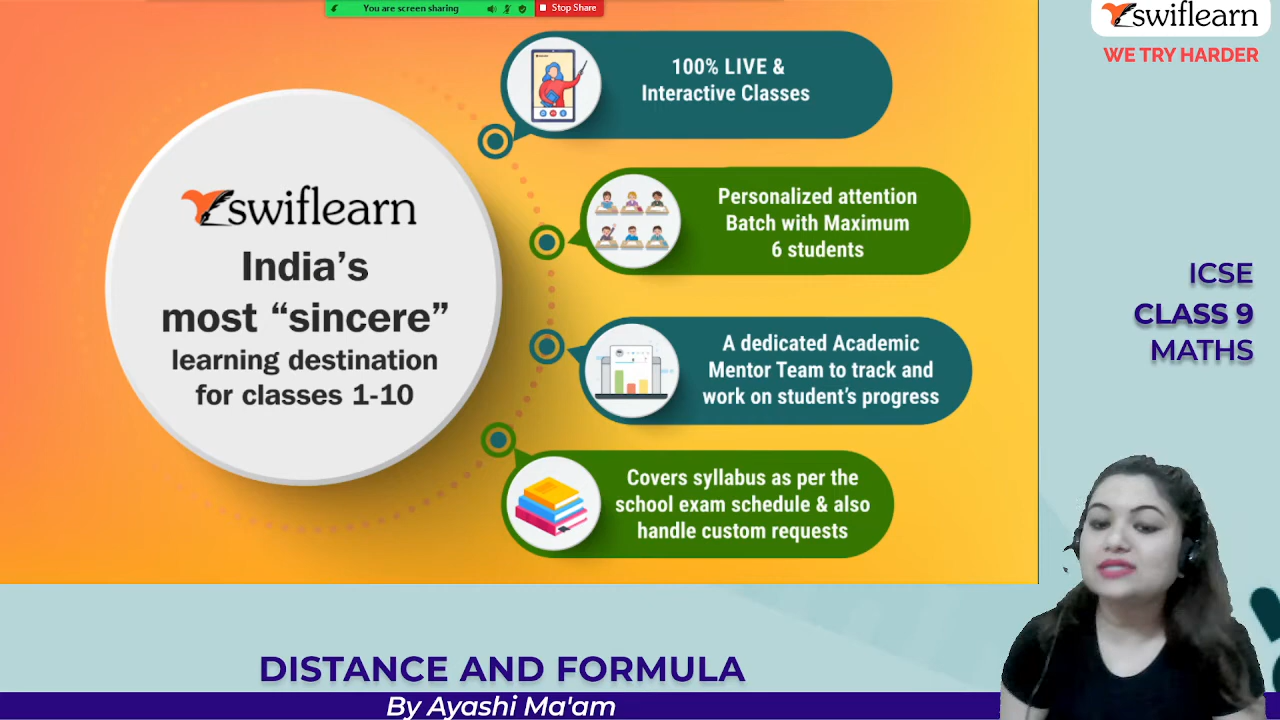 You are screen sharing
Stop Share
swiflearn
WE TRY HARDER
swiflearn
India's
most “sincere”
learning destination
for classes 1-10
100% LIVE &
Interactive Classes
Personalized attention
Batch with Maximum
6 students
A dedicated Academic
Mentor Team to track and
work on student's progress
Covers syllabus as per the
school exam schedule & also
handle custom requests
ICSE
CLASS 9
MATHS
DISTANCE AND FORMULA
By Ayashi Ma'am